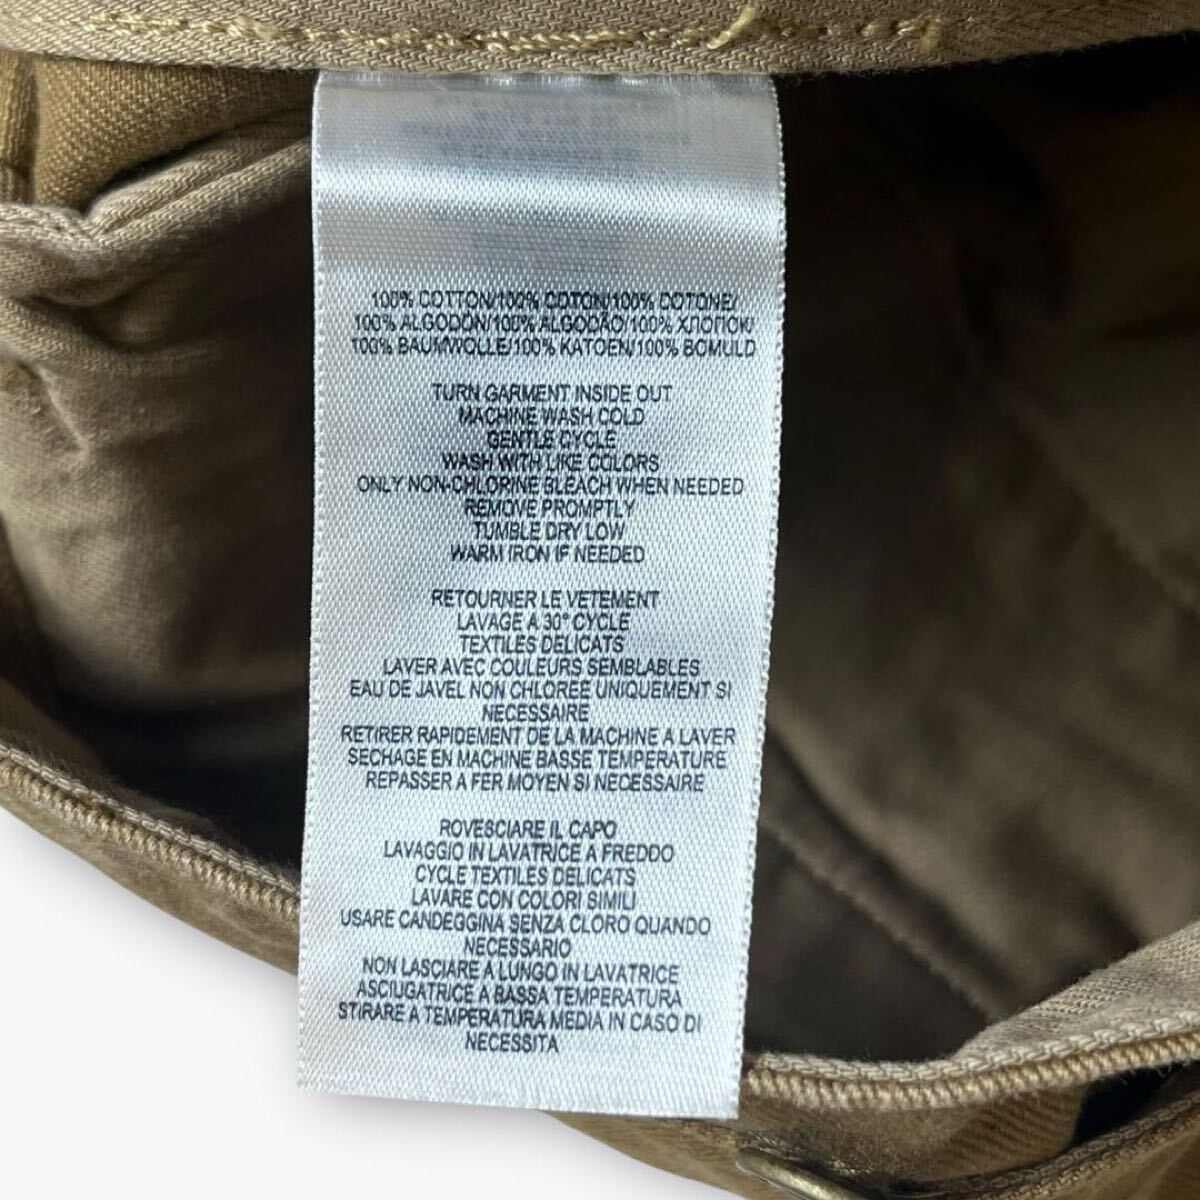 100% COTTON/100% COTON/100% COTONE/
100% ALGODÓN/100% ALGODÃO/100% ХЛОПОК/
100% BAUMWOLLE/100% KATOEN/100% BOMULD
TURN GARMENT INSIDE OUT
MACHINE WASH COLD
GENTLE CYCLE
WASH WITH LIKE COLORS
ONLY NON-CHLORINE BLEACH WHEN NEEDED
REMOVE PROMPTLY
TUMBLE DRY LOW
WARM IRON IF NEEDED
RETOURNER LE VETEMENT
LAVAGE A 30° CYCLE
TEXTILES DELICATS
LAVER AVEC COULEURS SEMBLABLES
EAU DE JAVEL NON CHLOREE UNIQUEMENT SI
NECESSAIRE
RETIRER RAPIDEMENT DE LA MACHINE A LAVER
SECHAGE EN MACHINE BASSE TEMPERATURE
REPASSER A FER MOYEN SI NECESSAIRE
ROVESCIARE IL CAPO
LAVAGGIO IN LAVATRICE A FREDDO
CYCLE TEXTILES DELICATS
LAVARE CON COLORI SIMILI
USARE CANDEGGINA SENZA CLORO QUANDO
NECESSARIO
NON LASCIARE A LUNGO IN LAVATRICE
ASCIUGATRICE A BASSA TEMPERATURA
STIRARE A TEMPERATURA MEDIA IN CASO DI
NECESSITA